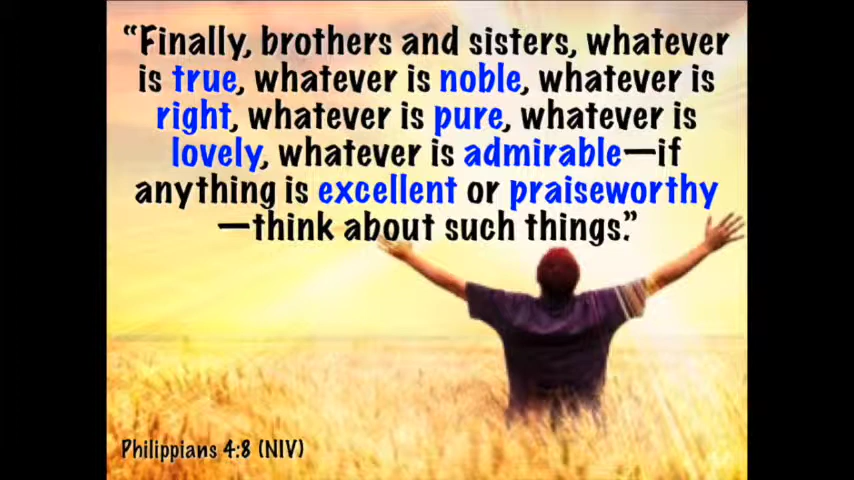 “Finally, brothers and sisters, whatever
is true, whatever is noble, whatever is
right, whatever is pure, whatever is
lovely, whatever is admirable—if
anything is excellent or praiseworthy
—think about such things.”
Philippians 4:8 (NIV)